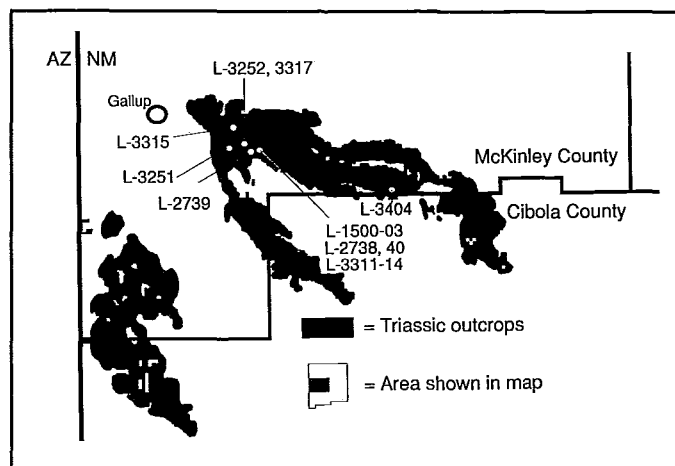 AZ NM
L-3252, 3317
Gallup
L-3315
L-3251
L-2739
McKinley County
L-3404
Cibola County
L-1500-03
L-2738, 40
L-3311-14
= Triassic outcrops
= Area shown in map